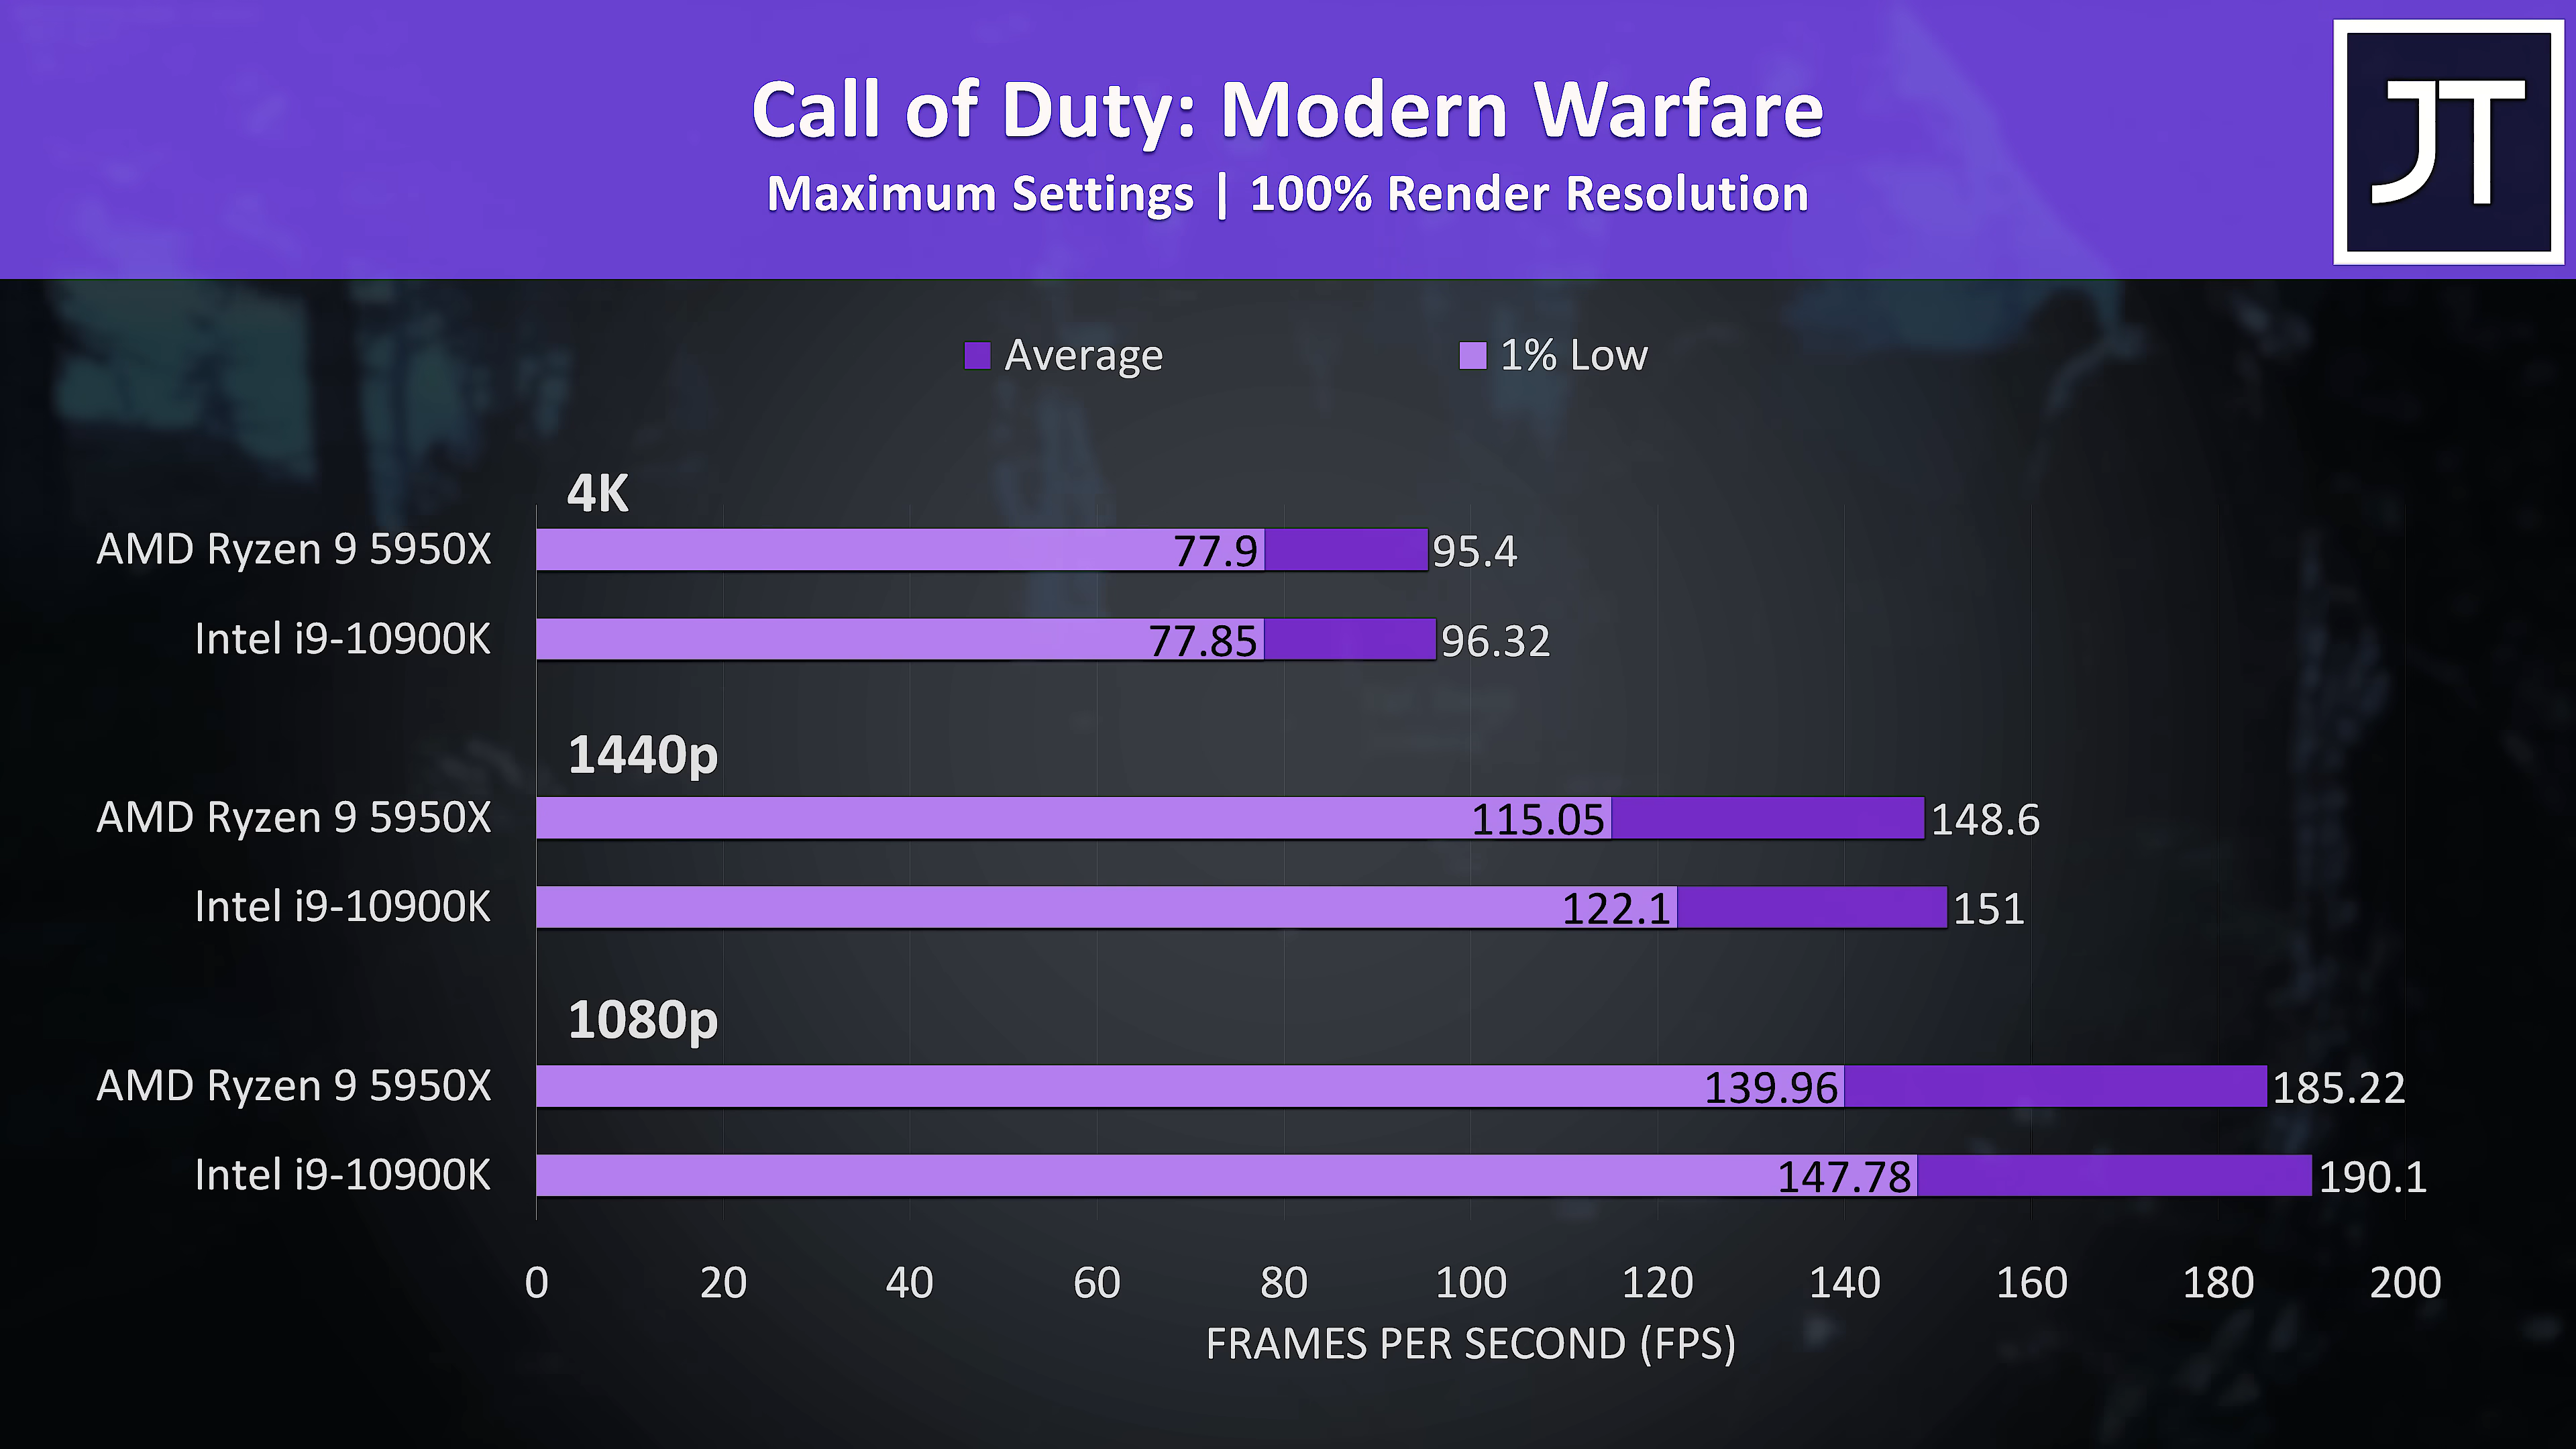 Call of Duty: Modern Warfare
Maximum Settings | 100% Render Resolution
JT
Average
1% Low
4K
AMD Ryzen 9 5950X
77.9
95.4
Intel i9-10900K
77.85
96.32
1440p
AMD Ryzen 9 5950X
115.05
148.6
Intel i9-10900K
122.1
151
1080p
AMD Ryzen 9 5950X
139.96
185.22
Intel i9-10900K
147.78
190.1
0 20 40 60 80 100 120 140 160 180 200
FRAMES PER SECOND (FPS)